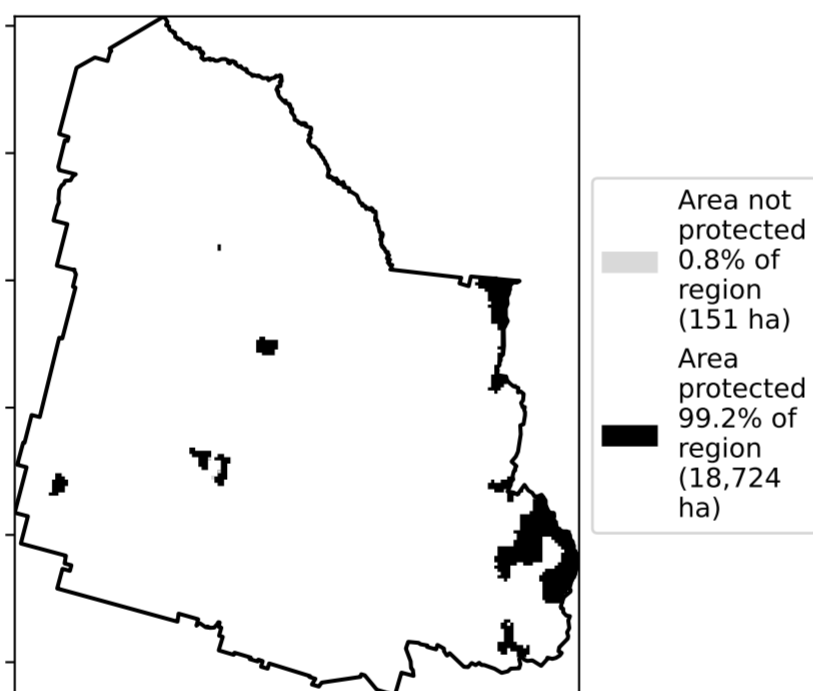 Area not
protected
0.8% of
region
(151 ha)
Area
protected
99.2% of
region
(18,724
ha)